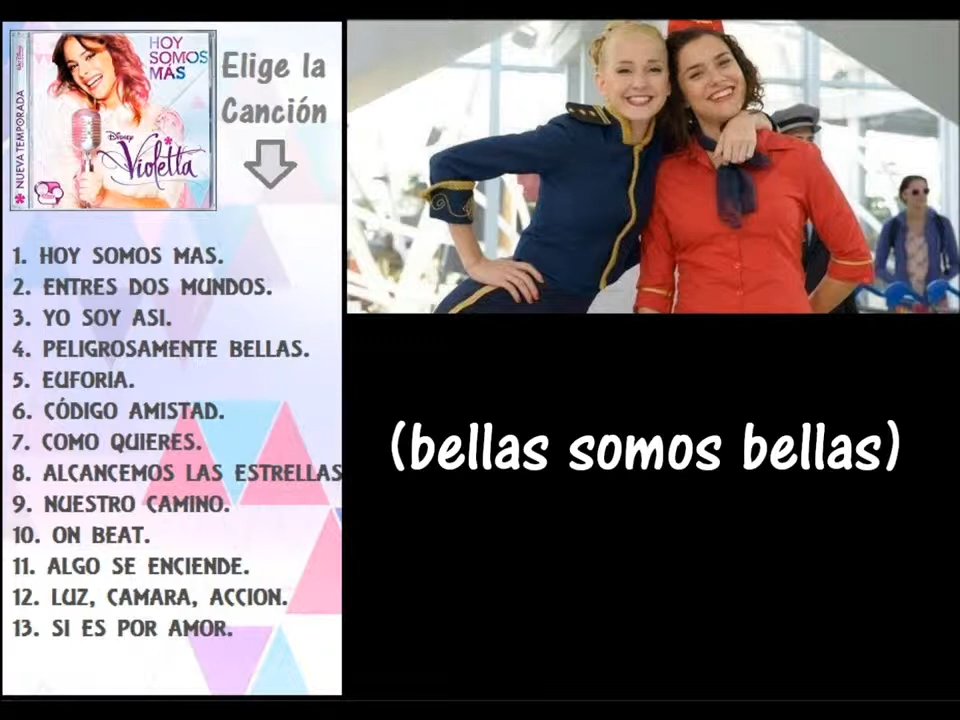 HOY
SOMOS
MÁS
NUEVA TEMPORADA
Disney
Violetta
Elige la
Canción
1. HOY SOMOS MAS.
2. ENTRES DOS MUNDOS.
3. YO SOY ASI.
4. PELIGROSAMENTE BELLAS.
5. EUFORIA.
6. CÓDIGO AMISTAD.
7. COMO QUIERES.
8. ALCANCEMOS LAS ESTRELLAS
9. NUESTRO CAMINO.
10. ON BEAT.
11. ALGO SE ENCIENDE.
12. LUZ, CAMARA, ACCION.
13. SI ES POR AMOR.
(bellas somos bellas)